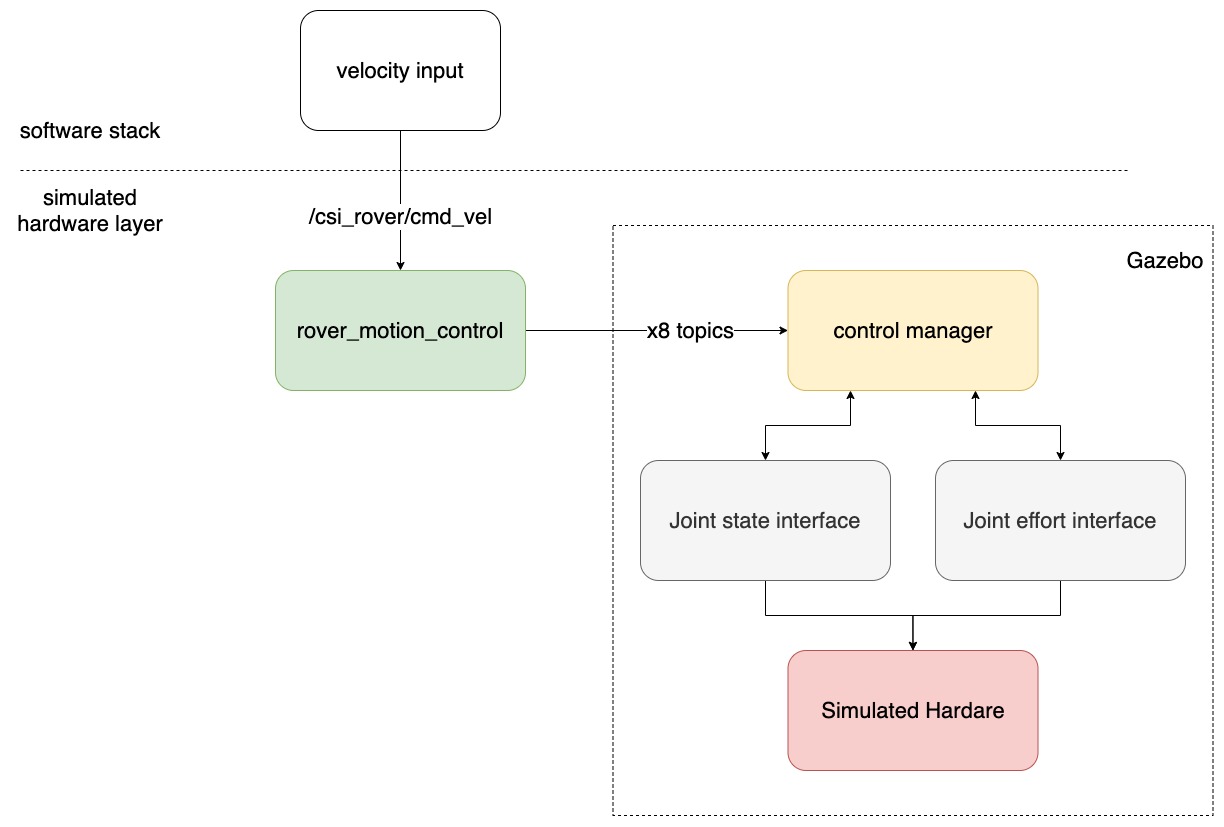 velocity input
software stack
simulated
hardware layer
/csi_rover/cmd_vel
Gazebo
rover_motion_control
x8 topics
control manager
Joint state interface
Joint effort interface
Simulated Hardare